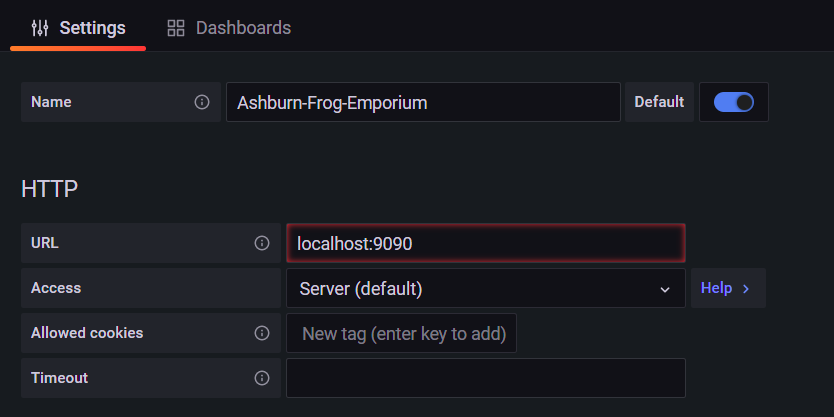 Settings Dashboards
Name Ashburn-Frog-Emporium Default
HTTP
URL localhost:9090
Access Server (default) Help
Allowed cookies New tag (enter key to add)
Timeout